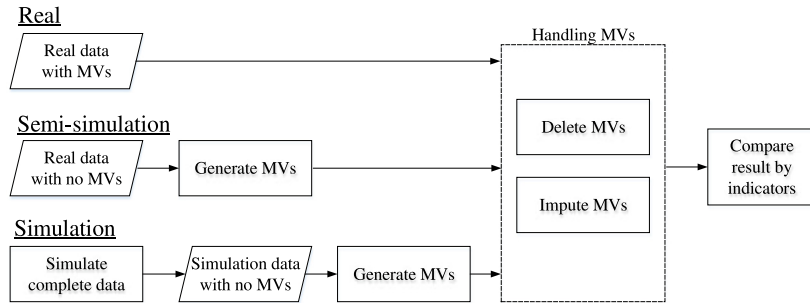 Real
Real data
with MVs
Handling MVs
Semi-simulation
Real data
with no MVs
Generate MVs
Delete MVs
Impute MVs
Compare
result by
indicators
Simulation
Simulate
complete data
Simulation data
with no MVs
Generate MVs